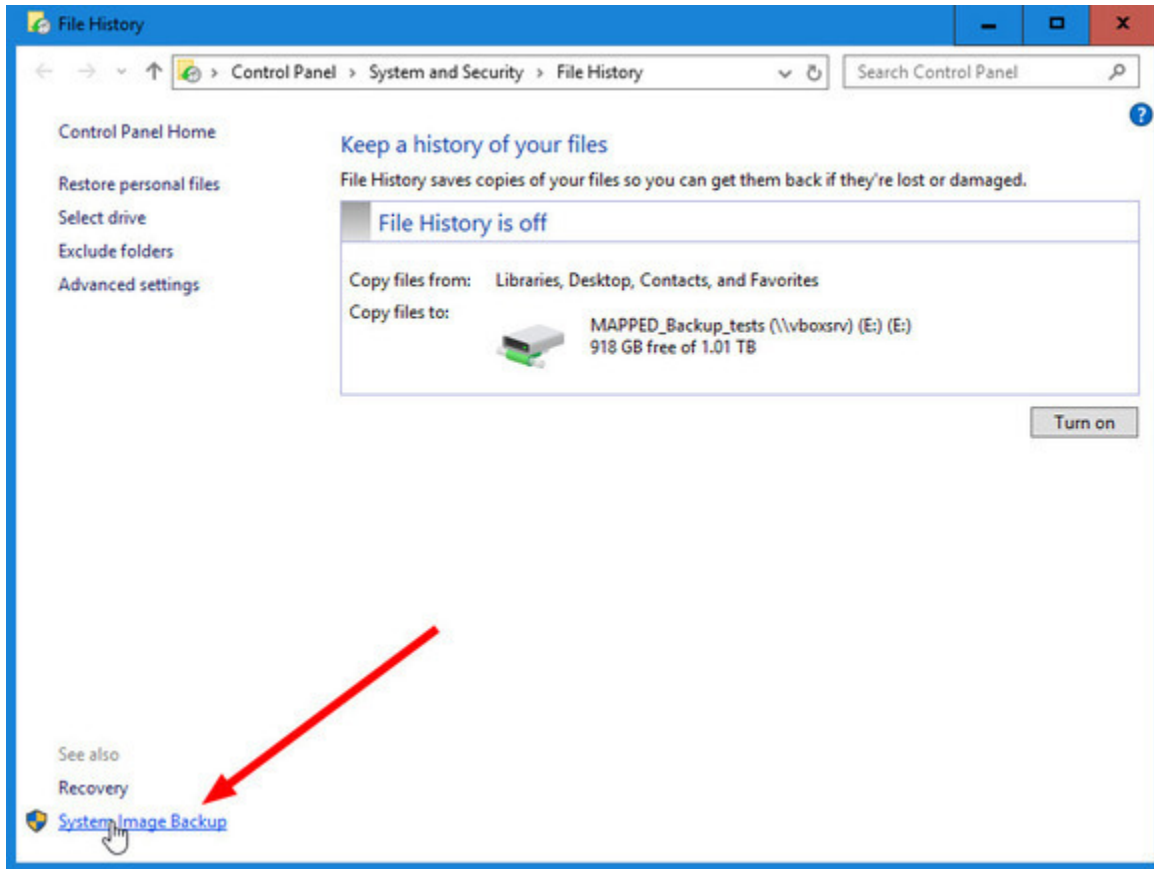 File History
Control Panel > System and Security > File History
Search Control Panel
?
Control Panel Home
Restore personal files
Select drive
Exclude folders
Advanced settings
Keep a history of your files
File History saves copies of your files so you can get them back if they're lost or damaged.
File History is off
Copy files from: Libraries, Desktop, Contacts, and Favorites
Copy files to:
MAPPED_Backup_tests (\\vboxsrv) (E:) (E:)
918 GB free of 1.01 TB
Turn on
See also
Recovery
System Image Backup